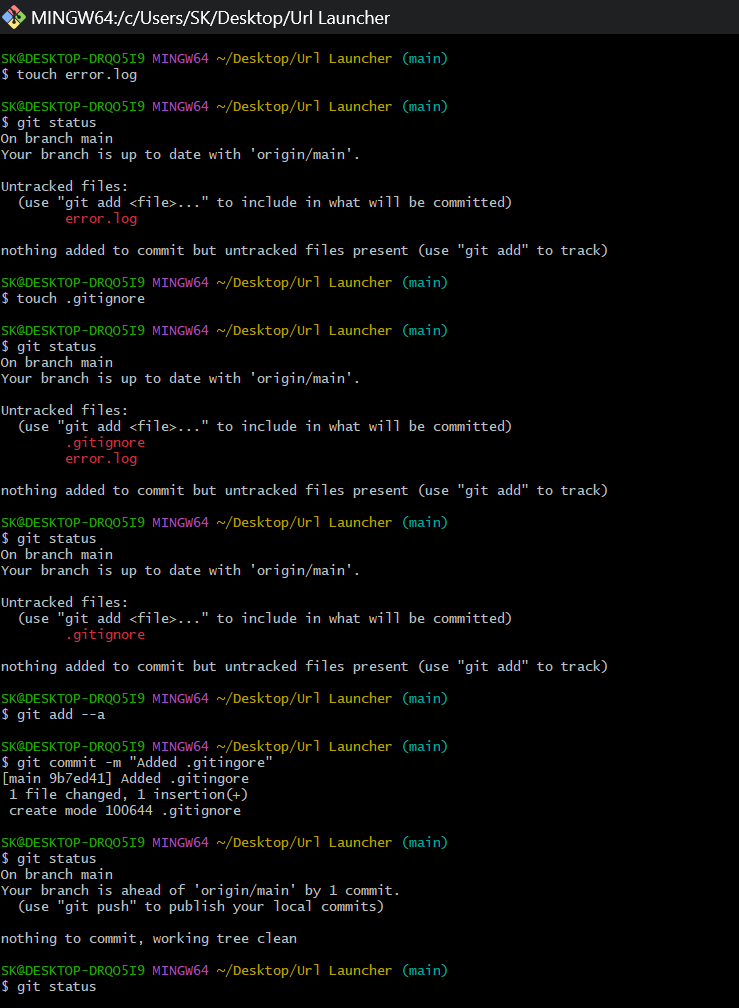 MINGW64:/c/Users/SK/Desktop/Url Launcher
SK@DESKTOP-DRQO5I9 MINGW64 ~/Desktop/Url Launcher (main)
$ touch error.log
SK@DESKTOP-DRQO5I9 MINGW64 ~/Desktop/Url Launcher (main)
$ git status
On branch main
Your branch is up to date with 'origin/main'.
Untracked files:
  (use "git add <file>..." to include in what will be committed)
        error.log
nothing added to commit but untracked files present (use "git add" to track)
SK@DESKTOP-DRQO5I9 MINGW64 ~/Desktop/Url Launcher (main)
$ touch .gitignore
SK@DESKTOP-DRQO5I9 MINGW64 ~/Desktop/Url Launcher (main)
$ git status
On branch main
Your branch is up to date with 'origin/main'.
Untracked files:
  (use "git add <file>..." to include in what will be committed)
        .gitignore
        error.log
nothing added to commit but untracked files present (use "git add" to track)
SK@DESKTOP-DRQO5I9 MINGW64 ~/Desktop/Url Launcher (main)
$ git status
On branch main
Your branch is up to date with 'origin/main'.
Untracked files:
  (use "git add <file>..." to include in what will be committed)
        .gitignore
nothing added to commit but untracked files present (use "git add" to track)
SK@DESKTOP-DRQO5I9 MINGW64 ~/Desktop/Url Launcher (main)
$ git add --a
SK@DESKTOP-DRQO5I9 MINGW64 ~/Desktop/Url Launcher (main)
$ git commit -m "Added .gitingore"
[main 9b7ed41] Added .gitingore
 1 file changed, 1 insertion(+)
 create mode 100644 .gitignore
SK@DESKTOP-DRQO5I9 MINGW64 ~/Desktop/Url Launcher (main)
$ git status
On branch main
Your branch is ahead of 'origin/main' by 1 commit.
  (use "git push" to publish your local commits)
nothing to commit, working tree clean
SK@DESKTOP-DRQO5I9 MINGW64 ~/Desktop/Url Launcher (main)
$ git status